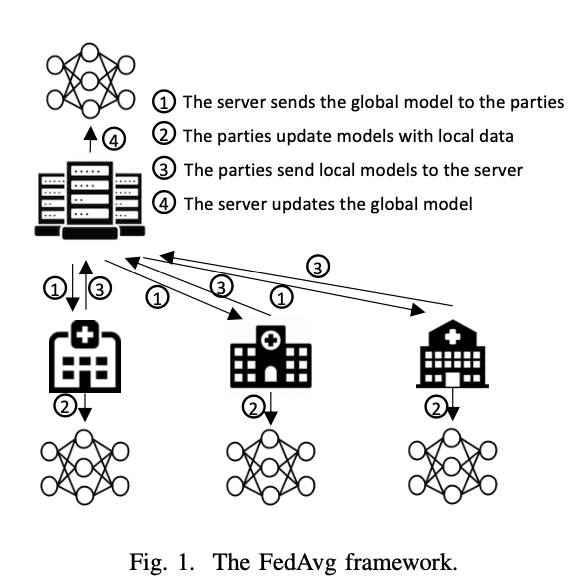 ① The server sends the global model to the parties
② The parties update models with local data
④
③ The parties send local models to the server
④ The server updates the global model
③
① ③ ① ③ ①
② ② ②
Fig. 1. The FedAvg framework.